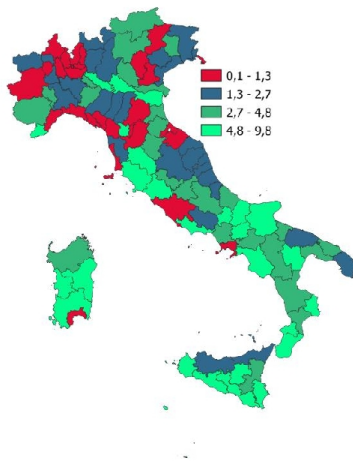 0,1 - 1,3
1,3 - 2,7
2,7 - 4,8
4,8 - 9,8